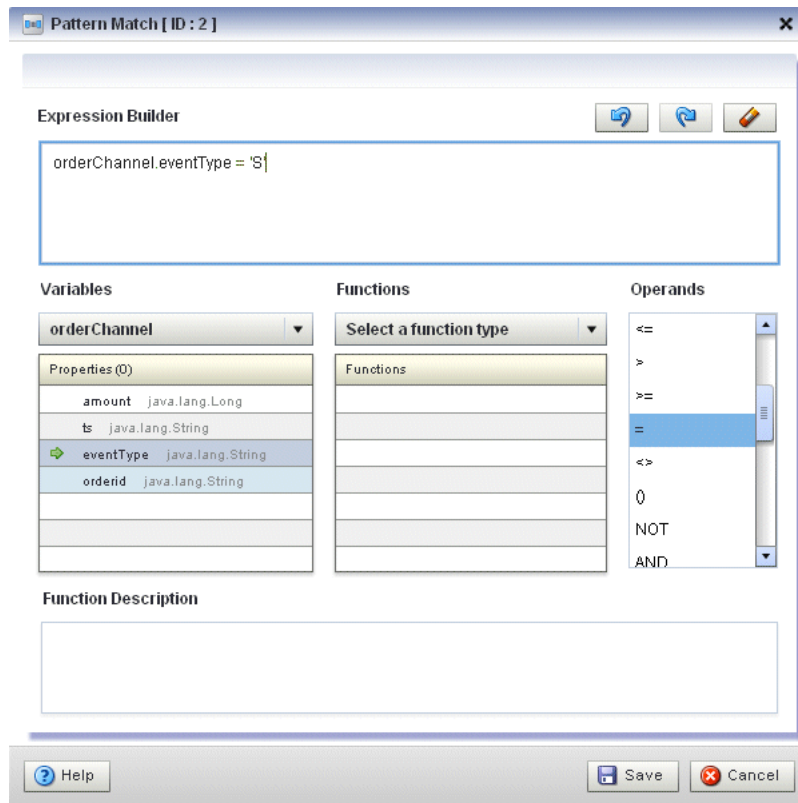 Pattern Match [ ID : 2 ]
Expression Builder
orderChannel.eventType = 'S'
Variables
Functions
Operands
orderChannel
Select a function type
<=
Properties (0)
Functions
>
amount java.lang.Long
>=
ts java.lang.String
=
eventType java.lang.String
<>
orderid java.lang.String
()
NOT
AND
Function Description
Help
Save
Cancel